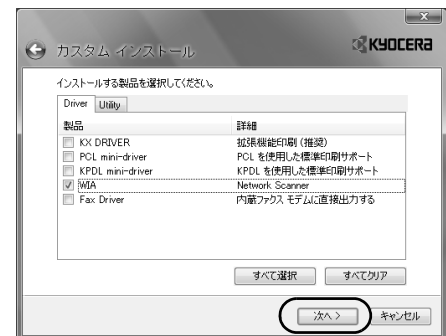 カスタム インストール
KYOCERA
インストールする製品を選択してください。
Driver Utility
製品 詳細
KX DRIVER 拡張機能印刷 (推奨)
PCL mini-driver PCL を使用した標準印刷サポート
KPDL mini-driver KPDL を使用した標準印刷サポート
WIA Network Scanner
Fax Driver 内蔵ファクス モデムに直接出力する
すべて選択 すべてクリア
次へ > キャンセル